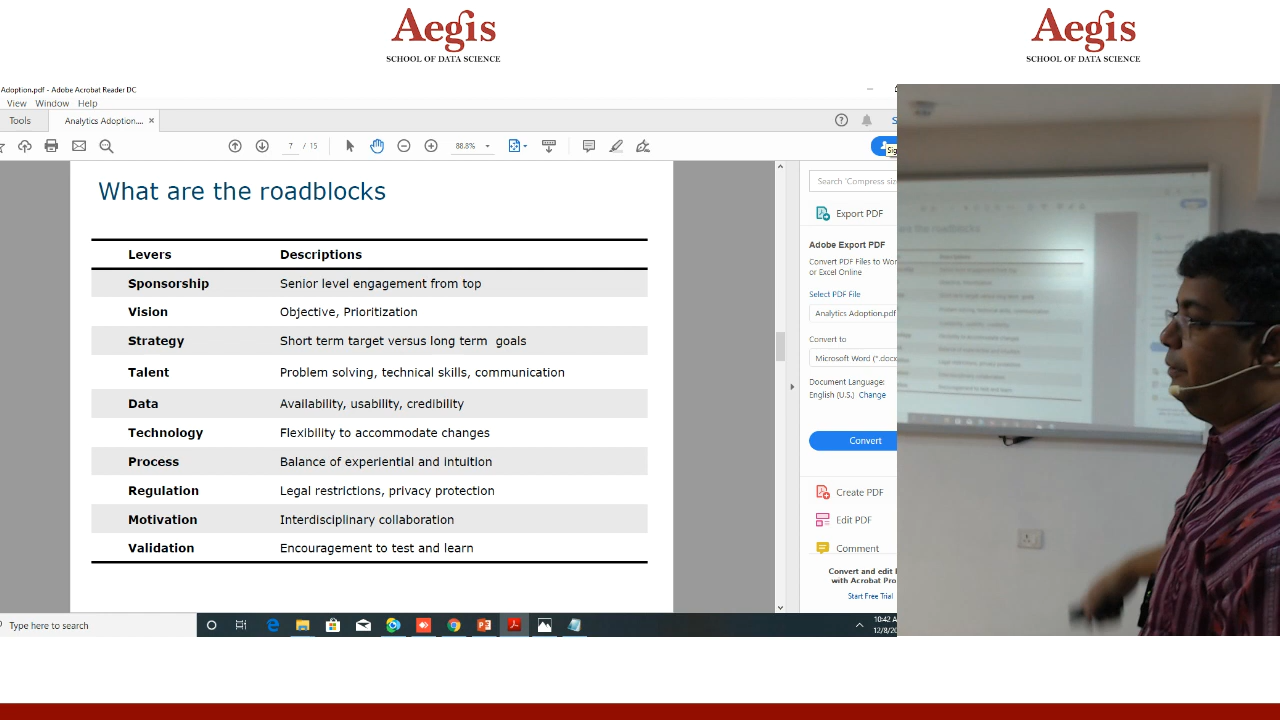 Aegis
SCHOOL OF DATA SCIENCE
Aegis
SCHOOL OF DATA SCIENCE
Adoption.pdf - Adobe Acrobat Reader DC
View Window Help
Tools
Analytics Adoption.... ×
7 / 15
88.8%
What are the roadblocks
Levers Descriptions
Sponsorship Senior level engagement from top
Vision Objective, Prioritization
Strategy Short term target versus long term goals
Talent Problem solving, technical skills, communication
Data Availability, usability, credibility
Technology Flexibility to accommodate changes
Process Balance of experiential and intuition
Regulation Legal restrictions, privacy protection
Motivation Interdisciplinary collaboration
Validation Encouragement to test and learn
Search 'Compress
Export PDF
Adobe Export PDF
Convert PDF Files to
or Excel Online
Select PDF File
Analytics Adoption.pdf
Convert to
Microsoft Word
Document Language:
English (U.S.) Change
Convert
Create PDF
Edit PDF
Comment
Convert and edit
with Acrobat
Start Free Trial
Type here to search
10:42